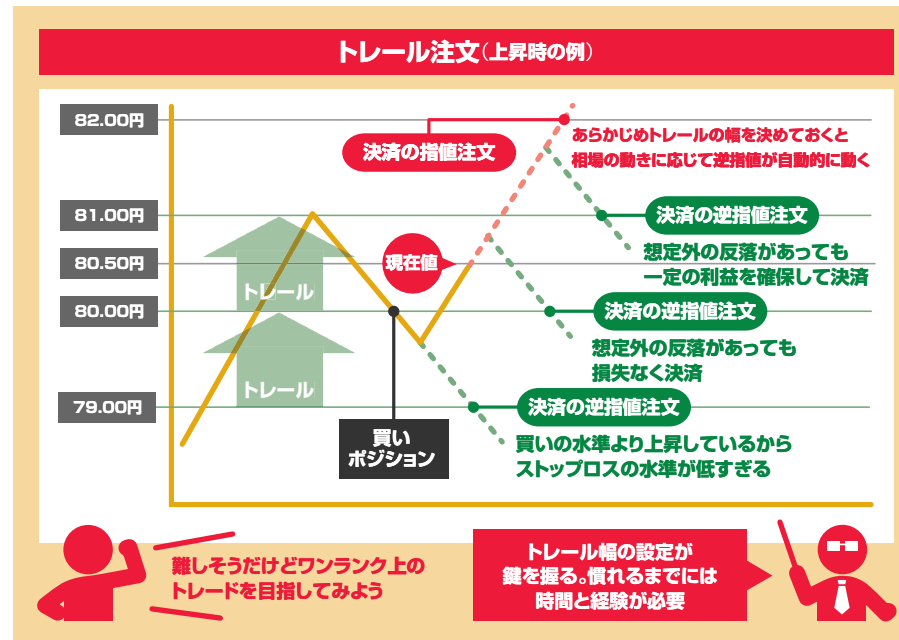 トレール注文(上昇時の例)
82.00円
決済の指値注文
あらかじめトレールの幅を決めておくと
相場の動きに応じて逆指値が自動的に動く
81.00円
決済の逆指値注文
想定外の反落があっても
一定の利益を確保して決済
80.50円
現在値
トレール
80.00円
決済の逆指値注文
想定外の反落があっても
損失なく決済
トレール
79.00円
決済の逆指値注文
買いの水準より上昇しているから
ストップロスの水準が低すぎる
買い
ポジション
難しそうだけどワンランク上の
トレードを目指してみよう
トレール幅の設定が
鍵を握る。慣れるまでには
時間と経験が必要